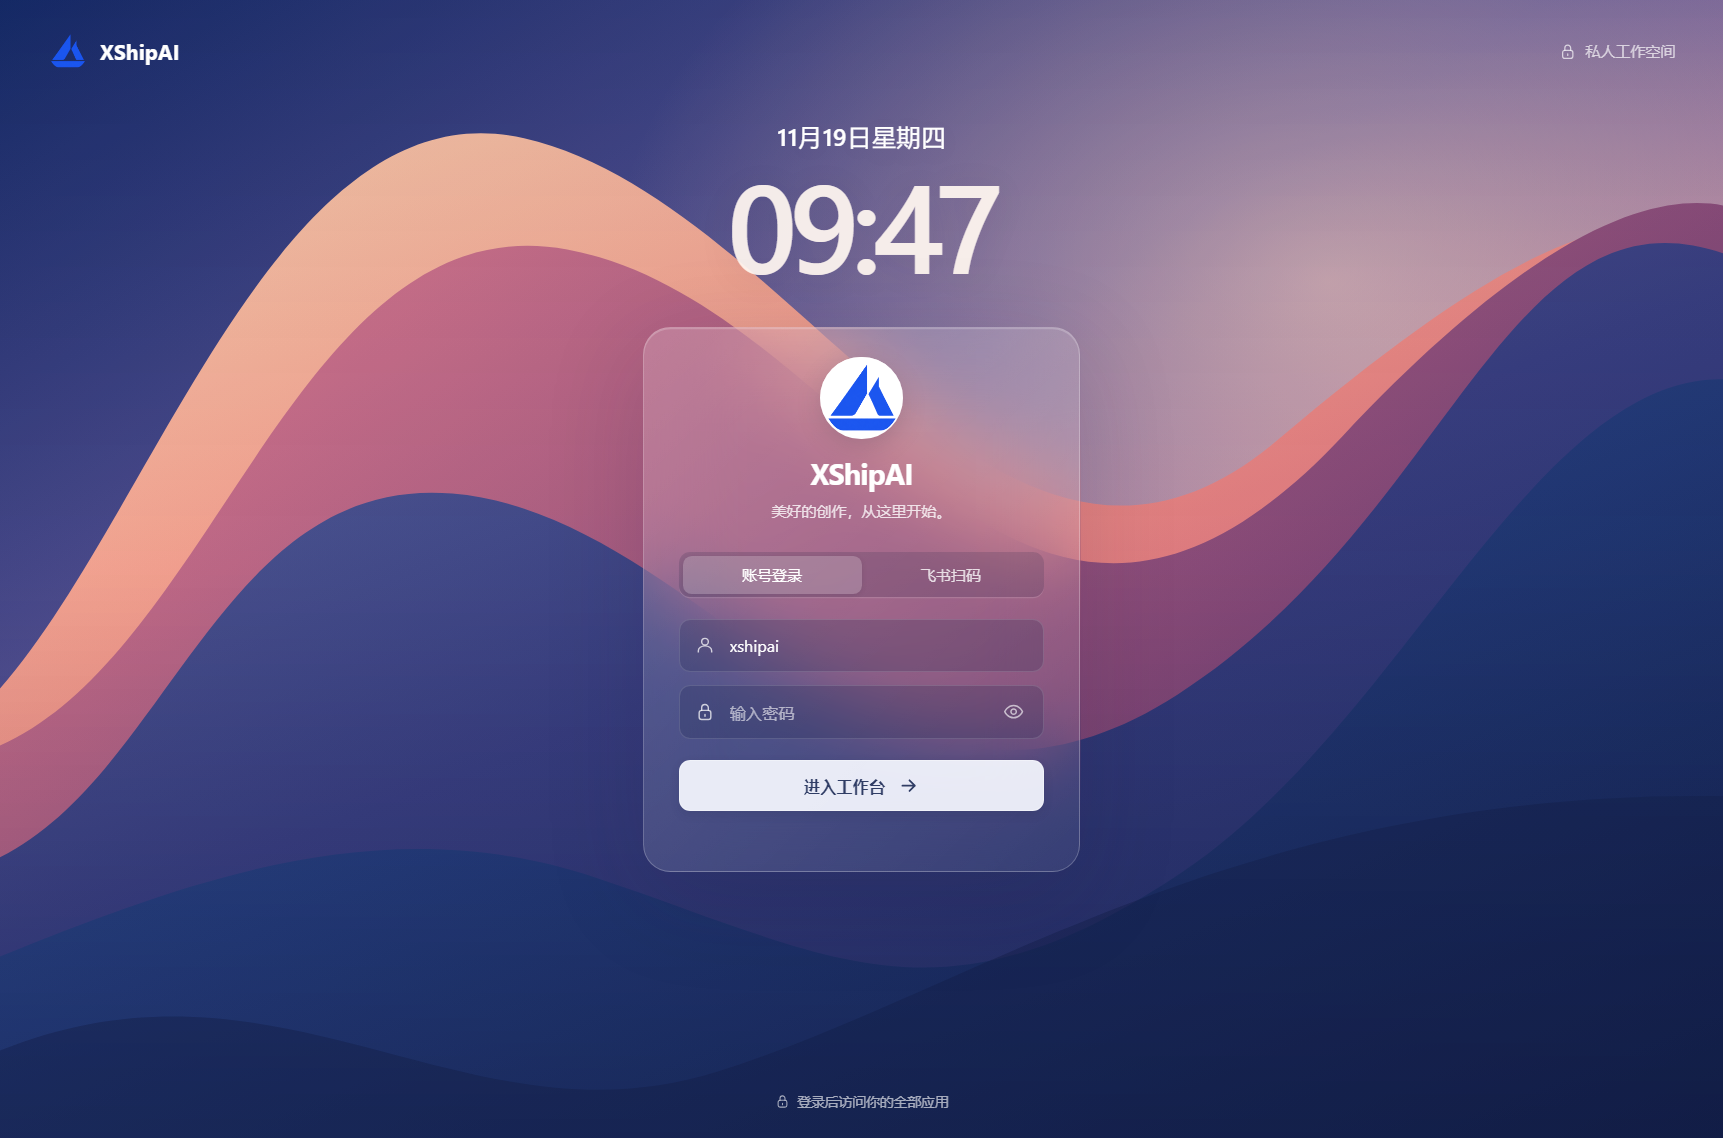 XShipAI
私人工作空间
11月19日星期四
09:47
XShipAI
美好的创作，从这里开始。
账号登录
飞书扫码
xshipai
输入密码
进入工作台 →
登录后访问你的全部应用